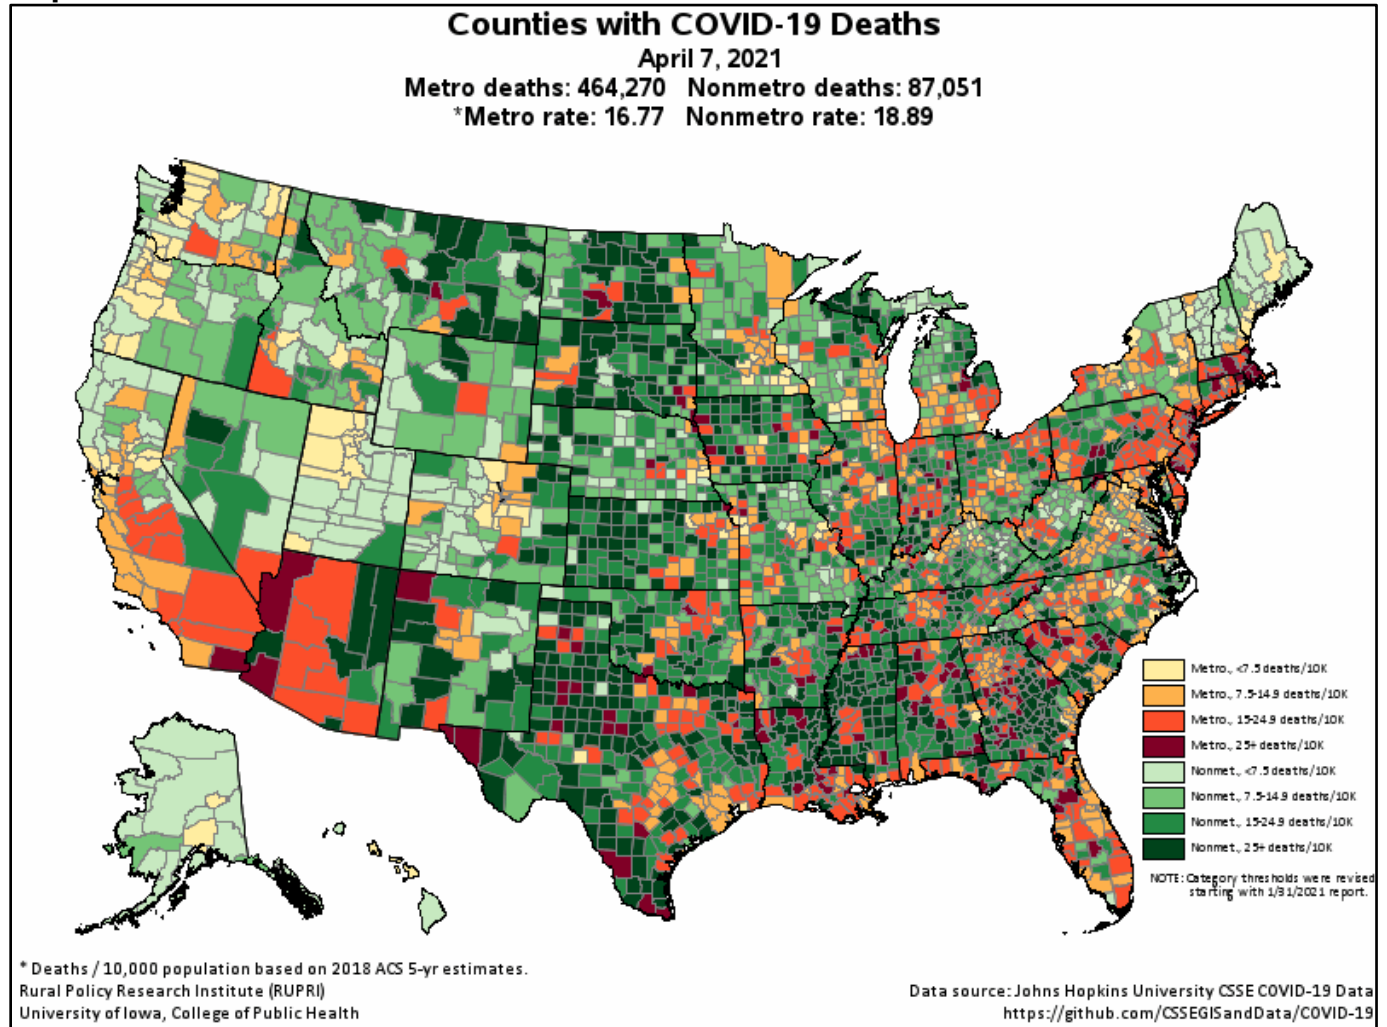 Counties with COVID-19 Deaths
April 7, 2021
Metro deaths: 464,270 Nonmetro deaths: 87,051
*Metro rate: 16.77 Nonmetro rate: 18.89
Metro., <7.5 deaths/10K
Metro., 7.5-14.9 deaths/10K
Metro., 15-24.9 deaths/10K
Metro., 25+ deaths/10K
Nonmet., <7.5 deaths/10K
Nonmet., 7.5-14.9 deaths/10K
Nonmet., 15-24.9 deaths/10K
Nonmet., 25+ deaths/10K
NOTE: Category thresholds were revised
starting with 1/31/2021 report.
* Deaths / 10,000 population based on 2018 ACS 5-yr estimates.
Rural Policy Research Institute (RUPRI)
University of Iowa, College of Public Health
Data source: Johns Hopkins University CSSE COVID-19 Data
https://github.com/CSSEGISandData/COVID-19